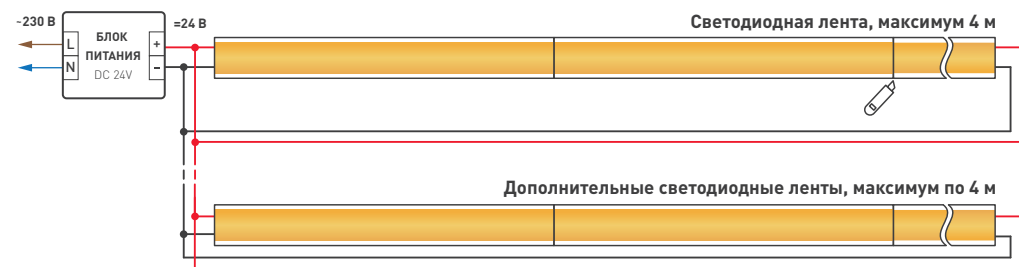 ~230 В
=24 В
Светодиодная лента, максимум 4 м
БЛОК
ПИТАНИЯ
DC 24V
L
N
+
–
Дополнительные светодиодные ленты, максимум по 4 м